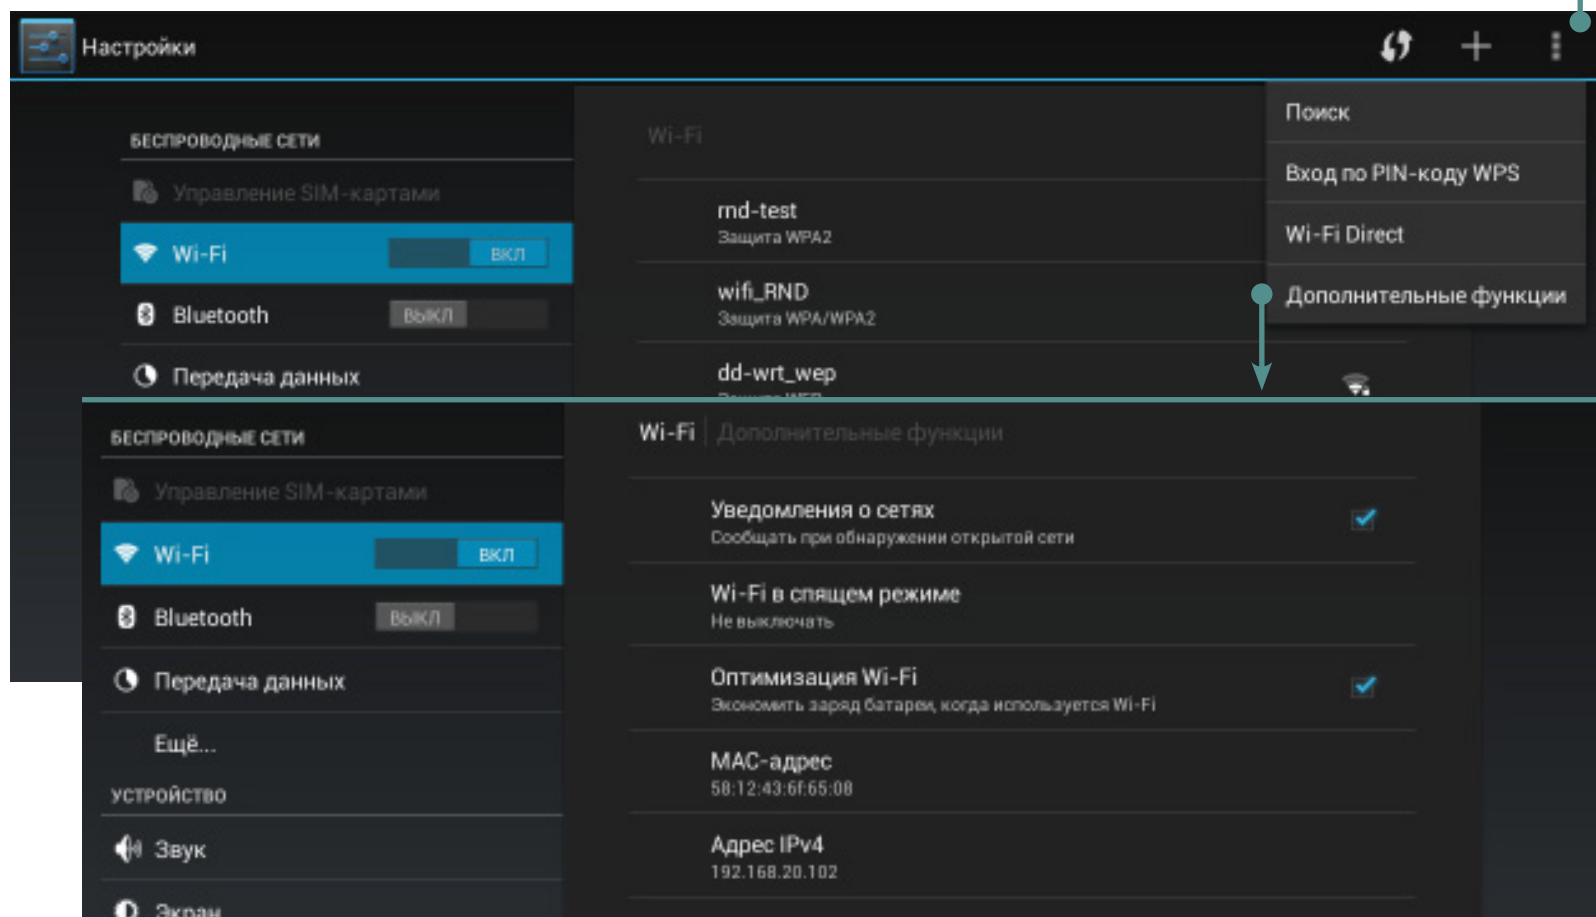 Настройки
Поиск
Вход по PIN-коду WPS
Wi-Fi Direct
Дополнительные функции
БЕСПРОВОДНЫЕ СЕТИ
Управление SIM-картами
Wi-Fi ВКЛ
Bluetooth ВЫКЛ
Передача данных
Wi-Fi
rnd-test
Защита WPA2
wifi_RND
Защита WPA/WPA2
dd-wrt_wep
Защита WEP
БЕСПРОВОДНЫЕ СЕТИ
Управление SIM-картами
Wi-Fi ВКЛ
Bluetooth ВЫКЛ
Передача данных
Ещё...
УСТРОЙСТВО
Звук
Экран
Wi-Fi Дополнительные функции
Уведомления о сетях
Сообщать при обнаружении открытой сети
Wi-Fi в спящем режиме
Не выключать
Оптимизация Wi-Fi
Экономить заряд батареи, когда используется Wi-Fi
MAC-адрес
58:12:43:6f:65:08
Адрес IPv4
192.168.20.102